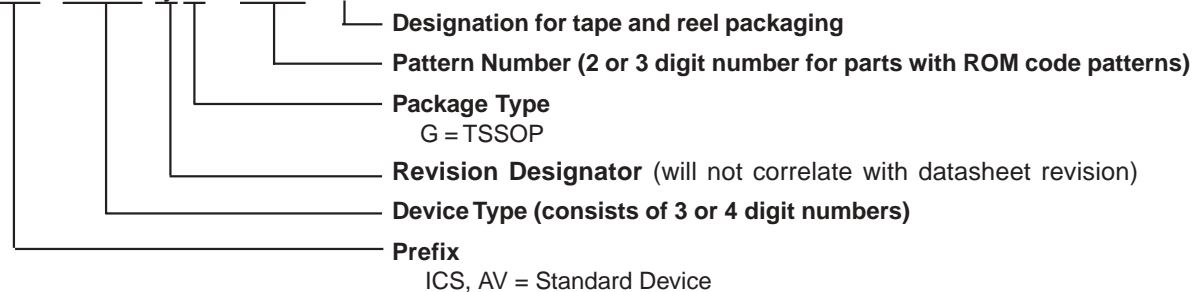 Designation for tape and reel packaging
Pattern Number (2 or 3 digit number for parts with ROM code patterns)
Package Type
G = TSSOP
Revision Designator (will not correlate with datasheet revision)
Device Type (consists of 3 or 4 digit numbers)
Prefix
ICS, AV = Standard Device